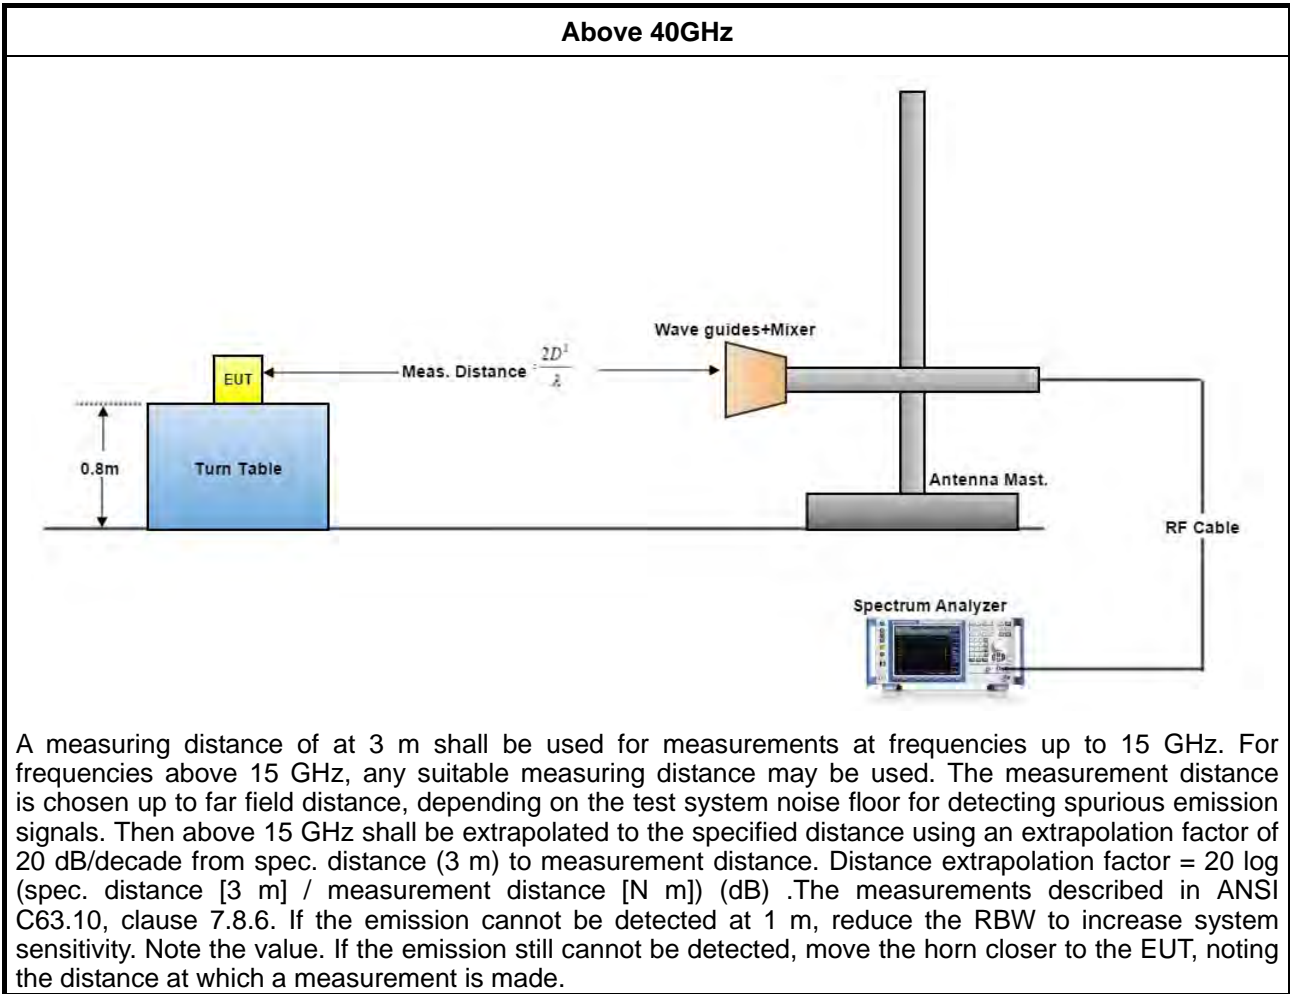 Above 40GHz
Wave guides+Mixer
EUT
Meas. Distance = 2D²/λ
0.8m
Turn Table
Antenna Mast.
RF Cable
Spectrum Analyzer
A measuring distance of at 3 m shall be used for measurements at frequencies up to 15 GHz. For
frequencies above 15 GHz, any suitable measuring distance may be used. The measurement distance
is chosen up to far field distance, depending on the test system noise floor for detecting spurious emission
signals. Then above 15 GHz shall be extrapolated to the specified distance using an extrapolation factor of
20 dB/decade from spec. distance (3 m) to measurement distance. Distance extrapolation factor = 20 log
(spec. distance [3 m] / measurement distance [N m]) (dB) .The measurements described in ANSI
C63.10, clause 7.8.6. If the emission cannot be detected at 1 m, reduce the RBW to increase system
sensitivity. Note the value. If the emission still cannot be detected, move the horn closer to the EUT, noting
the distance at which a measurement is made.